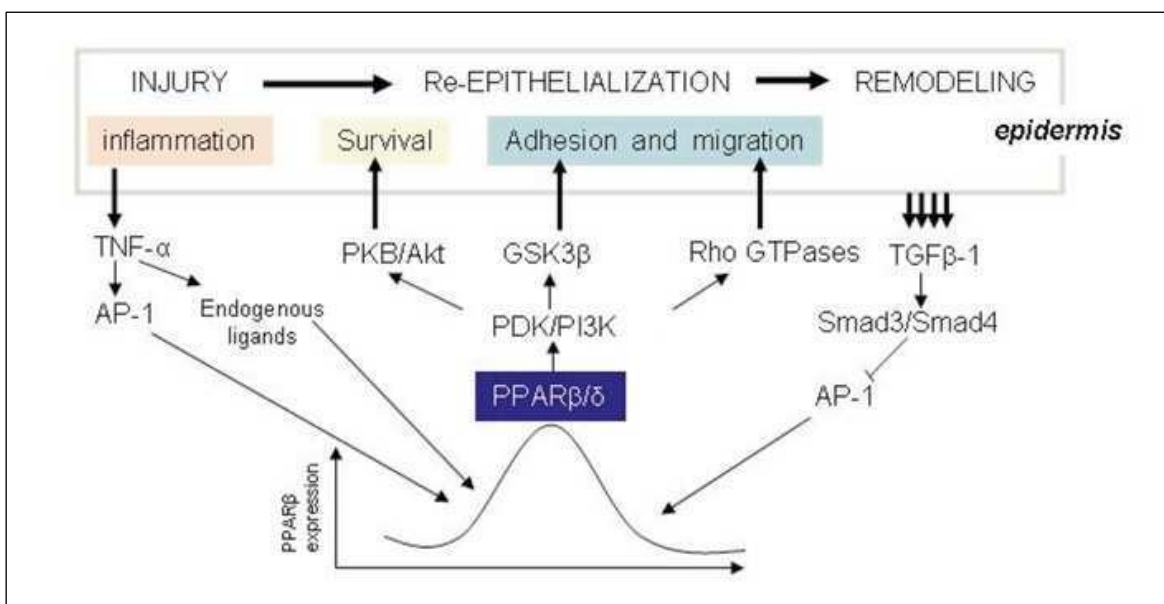 INJURY Re-EPITHELIALIZATION REMODELING
inflammation Survival Adhesion and migration
epidermis
TNF-α PKB/Akt GSK3β Rho GTPases TGFβ-1
AP-1 Endogenous
ligands
PDK/PI3K Smad3/Smad4
PPARβ/δ AP-1
PPARβ
expression